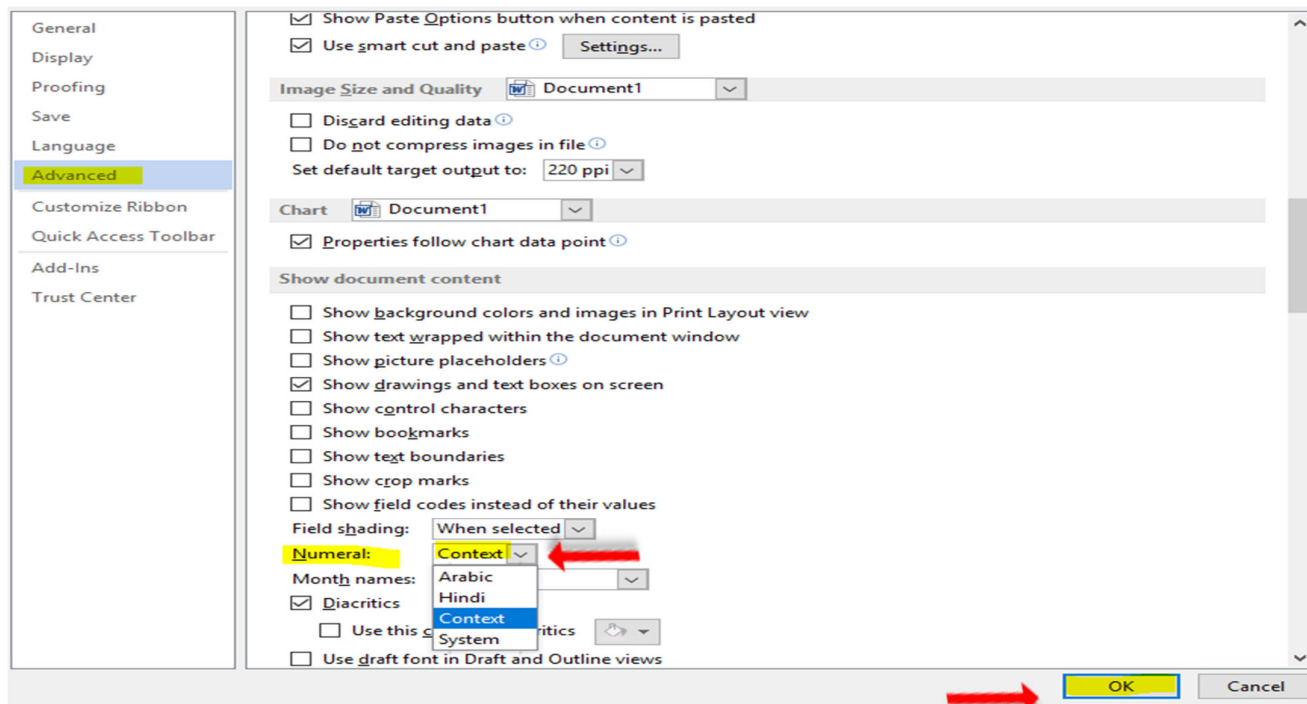 General
Display
Proofing
Save
Language
Advanced
Customize Ribbon
Quick Access Toolbar
Add-Ins
Trust Center
Show Paste Options button when content is pasted
Use smart cut and paste Settings...
Image Size and Quality Document1
Discard editing data
Do not compress images in file
Set default target output to: 220 ppi
Chart Document1
Properties follow chart data point
Show document content
Show background colors and images in Print Layout view
Show text wrapped within the document window
Show picture placeholders
Show drawings and text boxes on screen
Show control characters
Show bookmarks
Show text boundaries
Show crop marks
Show field codes instead of their values
Field shading: When selected
Numeral: Context
Month names:
Arabic
Hindi
Context
System
Diacritics
Use this
Use draft font in Draft and Outline views
OK Cancel